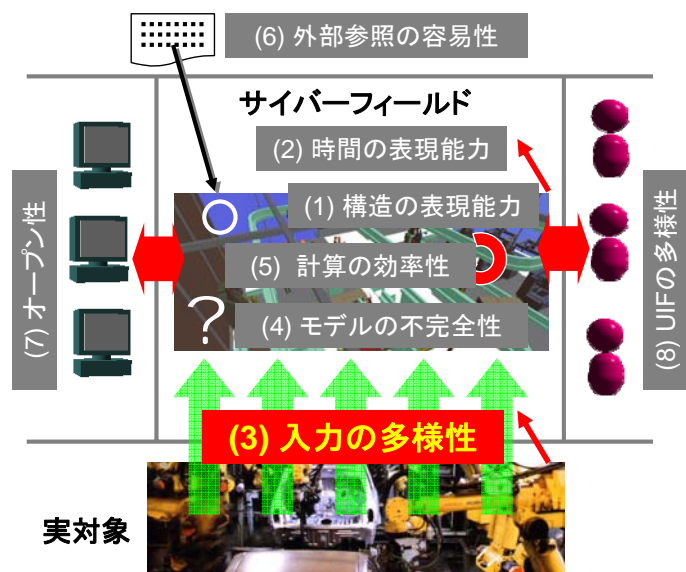 (6) 外部参照の容易性
サイバーフィールド
(2) 時間の表現能力
(1) 構造の表現能力
(5) 計算の効率性
?
(4) モデルの不完全性
(7) オープン性
(8) UIFの多様性
(3) 入力の多様性
実対象